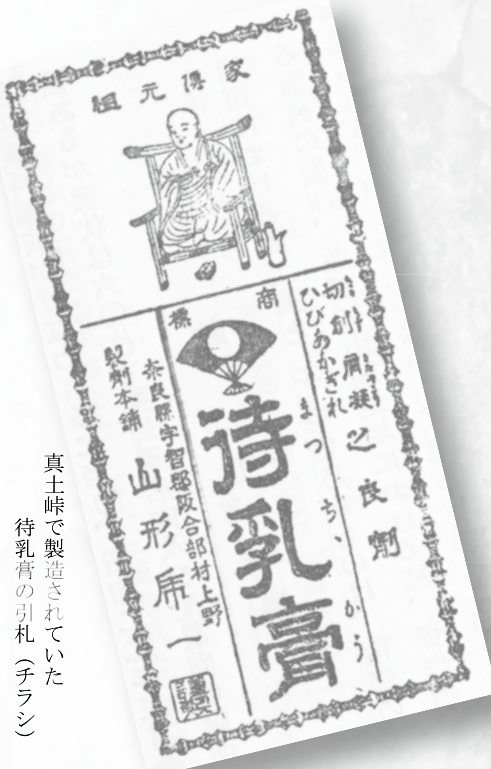 家傳元祖
切創肩凝之良劑
ひびあかぎれ
商標
まつちかう
待乳膏
奈良縣宇智郡阪合部村上野
製劑本舗 山形乕一
真土峠で製造されていた
待乳膏の引札(チラシ)